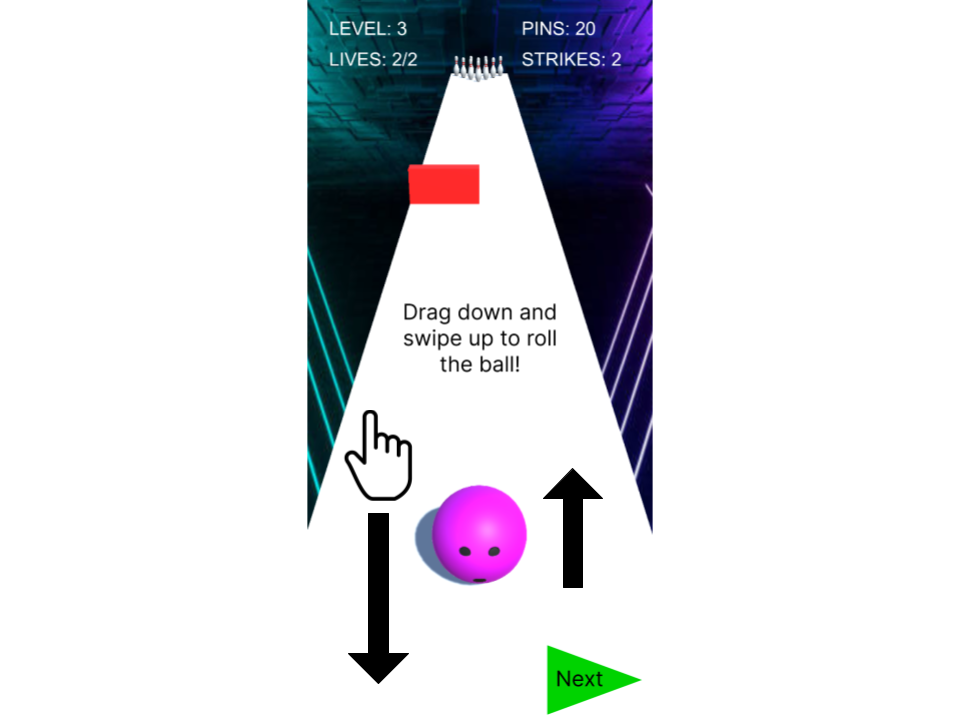 LEVEL: 3
PINS: 20
LIVES: 2/2
STRIKES: 2
Drag down and
swipe up to roll
the ball!
Next